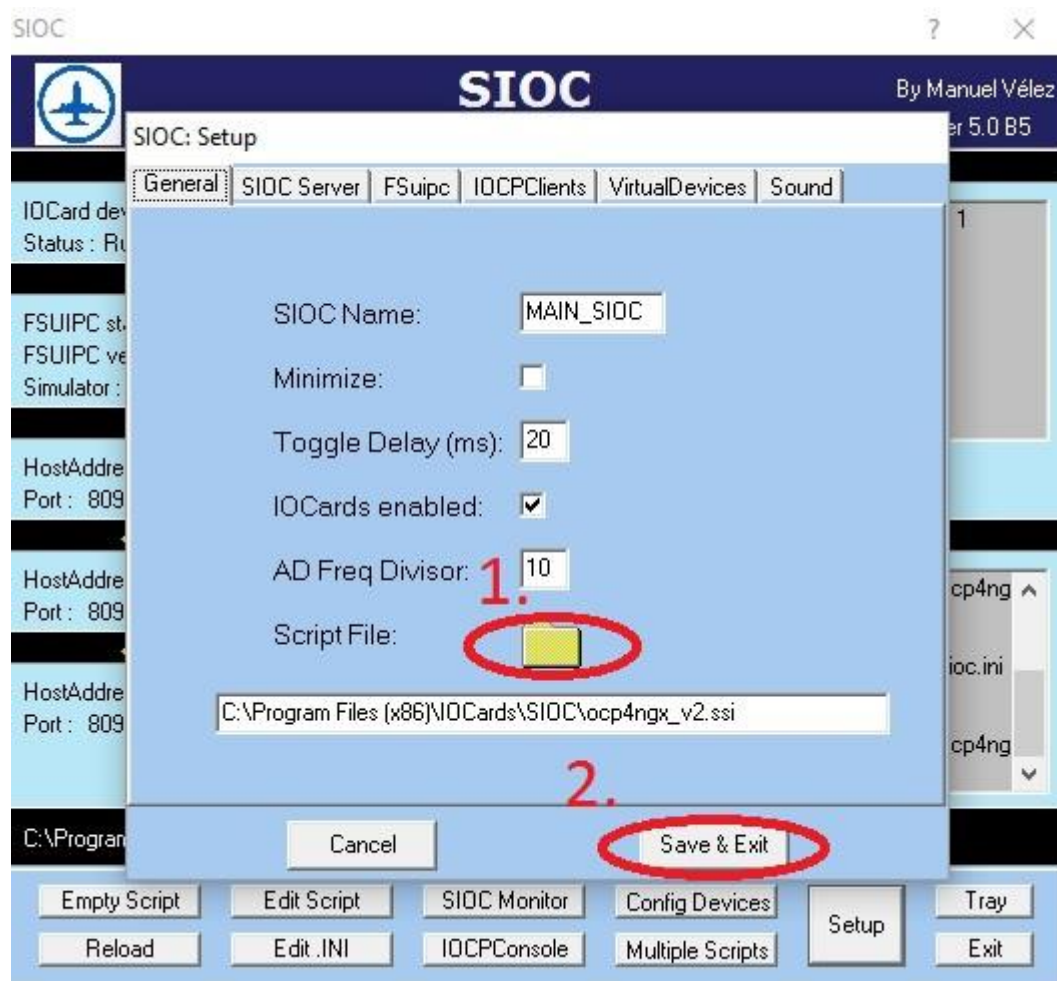 SIOC
SIOC
By Manuel Vélez
er 5.0 B5
SIOC: Setup
General SIOC Server FSuipc IOCPClients VirtualDevices Sound
IOCard dev
Status : Ru
1
FSUIPC sta
FSUIPC ve
Simulator :
HostAddre
Port : 809
HostAddre
Port : 809
HostAddre
Port : 809
SIOC Name: MAIN_SIOC
Minimize:
Toggle Delay (ms): 20
IOCards enabled:
AD Freq Divisor: 10
1.
Script File:
C:\Program Files (x86)\IOCards\SIOC\ocp4ngx_v2.ssi
cp4ng
ioc.ini
cp4ng
2.
Cancel Save & Exit
C:\Program
Empty Script Edit Script SIOC Monitor Config Devices Setup Tray
Reload Edit .INI IOCPConsole Multiple Scripts Exit